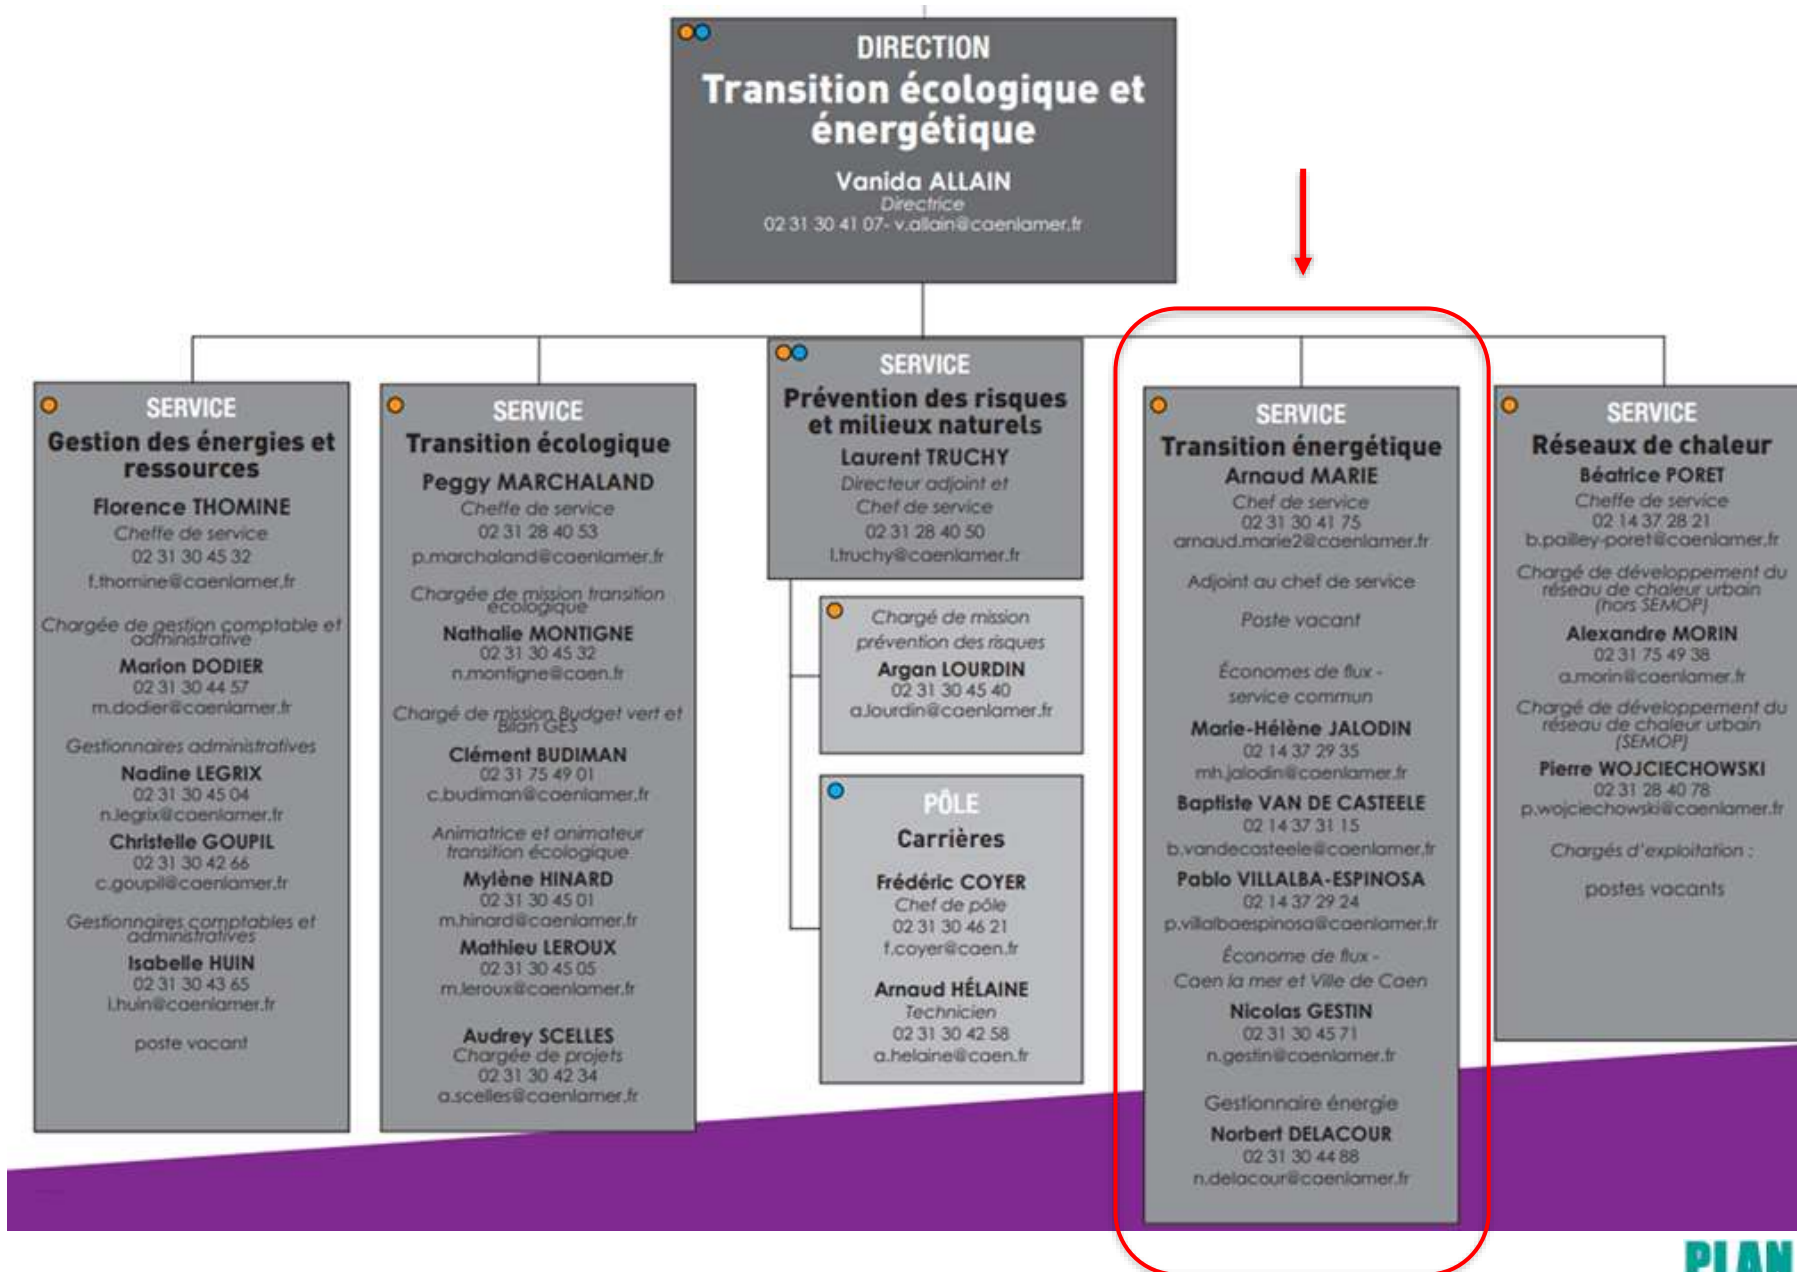 DIRECTION
Transition écologique et
énergétique
Vanida ALLAIN
Directrice
02 31 30 41 07- v.allain@caenlamer.fr
SERVICE
Gestion des énergies et
ressources
Florence THOMINE
Cheffe de service
02 31 30 45 32
f.thomine@caenlamer.fr
Chargée de gestion comptable et
administrative
Marion DODIER
02 31 30 44 57
m.dodier@caenlamer.fr
Gestionnaires administratives
Nadine LEGRIX
02 31 30 45 04
n.legrix@caenlamer.fr
Christelle GOUPIL
02 31 30 42 66
c.goupil@caenlamer.fr
Gestionnaires comptables et
administratives
Isabelle HUIN
02 31 30 43 65
i.huin@caenlamer.fr
poste vacant
SERVICE
Transition écologique
Peggy MARCHALAND
Cheffe de service
02 31 28 40 53
p.marchaland@caenlamer.fr
Chargée de mission transition
écologique
Nathalie MONTIGNE
02 31 30 45 32
n.montigne@caen.fr
Chargé de mission Budget vert et
Bilan GES
Clément BUDIMAN
02 31 75 49 01
c.budiman@caenlamer.fr
Animatrice et animateur
transition écologique
Mylène HINARD
02 31 30 45 01
m.hinard@caenlamer.fr
Mathieu LEROUX
02 31 30 45 05
m.leroux@caenlamer.fr
Audrey SCELLES
Chargée de projets
02 31 30 42 34
a.scelles@caenlamer.fr
SERVICE
Prévention des risques
et milieux naturels
Laurent TRUCHY
Directeur adjoint et
Chef de service
02 31 28 40 50
l.truchy@caenlamer.fr
Chargé de mission
prévention des risques
Argan LOURDIN
02 31 30 45 40
a.lourdin@caenlamer.fr
PÔLE
Carrières
Frédéric COYER
Chef de pôle
02 31 30 46 21
f.coyer@caen.fr
Arnaud HÉLAINE
Technicien
02 31 30 42 58
a.helaine@caen.fr
SERVICE
Transition énergétique
Arnaud MARIE
Chef de service
02 31 30 41 75
arnaud.marie2@caenlamer.fr
Adjoint au chef de service
Poste vacant
Économes de flux -
service commun
Marie-Hélène JALODIN
02 14 37 29 35
mh.jalodin@caenlamer.fr
Baptiste VAN DE CASTEELE
02 14 37 31 15
b.vandecasteele@caenlamer.fr
Pablo VILLALBA-ESPINOSA
02 14 37 29 24
p.villalbaespinosa@caenlamer.fr
Économe de flux -
Caen la mer et Ville de Caen
Nicolas GESTIN
02 31 30 45 71
n.gestin@caenlamer.fr
Gestionnaire énergie
Norbert DELACOUR
02 31 30 44 88
n.delacour@caenlamer.fr
SERVICE
Réseaux de chaleur
Béatrice PORET
Cheffe de service
02 14 37 28 21
b.pailley-poret@caenlamer.fr
Chargé de développement du
réseau de chaleur urbain
(hors SEMOP)
Alexandre MORIN
02 31 75 49 38
a.morin@caenlamer.fr
Chargé de développement du
réseau de chaleur urbain
(SEMOP)
Pierre WOJCIECHOWSKI
02 31 28 40 78
p.wojciechowski@caenlamer.fr
Chargés d'exploitation :
postes vacants
PLAN